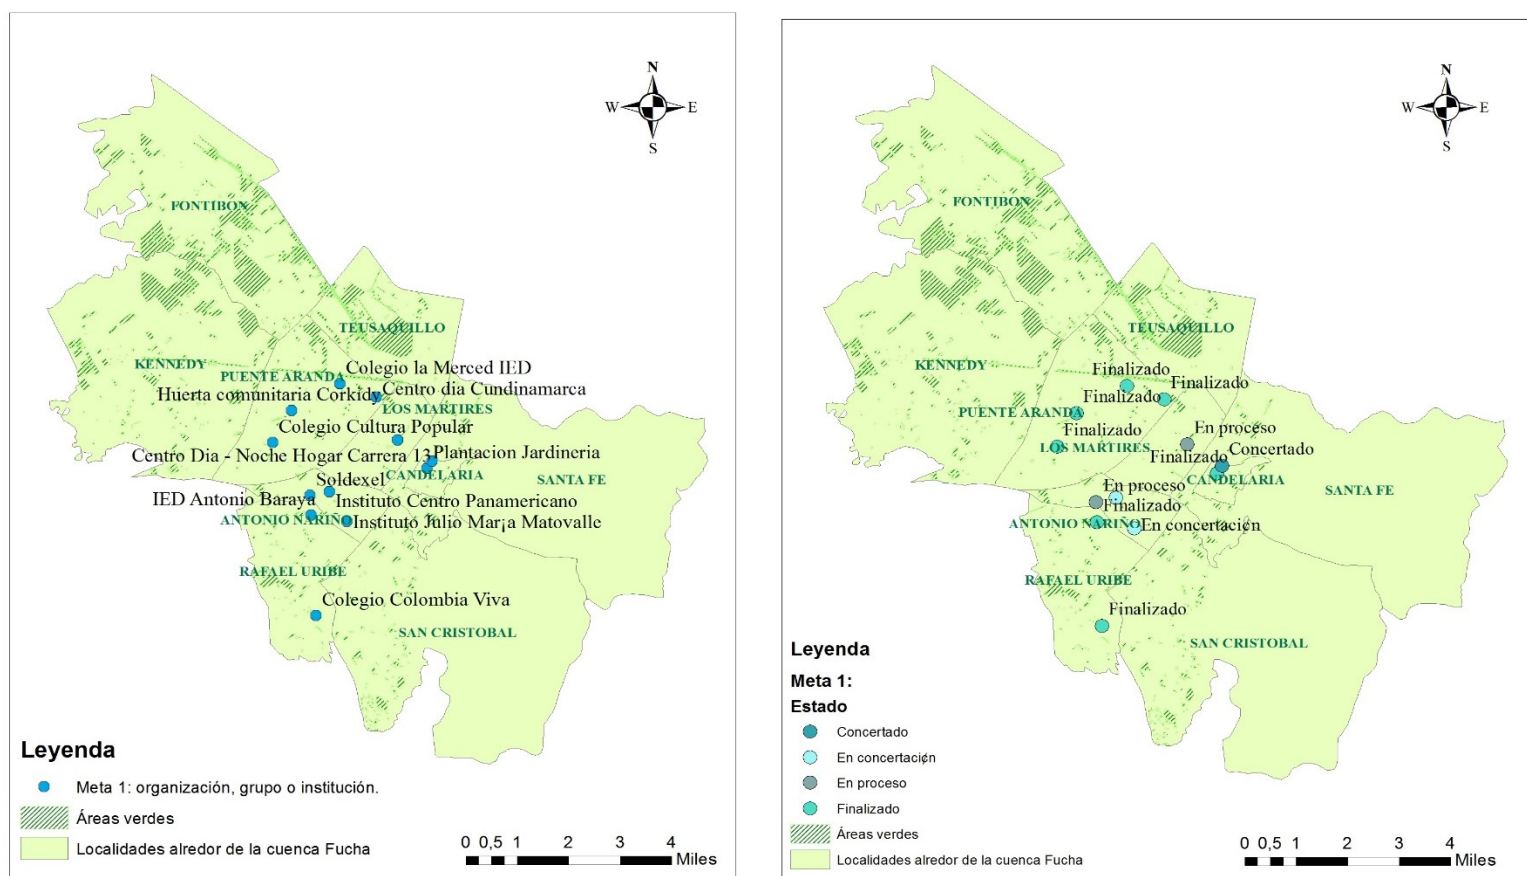 N
W E
S
FONTIBON
TEUSAQUILLO
KENNEDY
Colegio la Merced IED
PUENTE ARANDA
Huerta comunitaria Corkidy
Centro dia Cundinamarca
LOS MARTIRES
Colegio Cultura Popular
Centro Dia - Noche Hogar Carrera 13
Plantacion Jardineria
CANDELARIA
Soldexel
SANTA FE
IED Antonio Baraya
Instituto Centro Panamericano
ANTONIO NARIÑO
Instituto Julio Mar¡a Matovalle
RAFAEL URIBE
Colegio Colombia Viva
SAN CRISTOBAL
Leyenda
Meta 1: organización, grupo o institución.
Áreas verdes
Localidades alredor de la cuenca Fucha
0 0,5 1 2 3 4
Miles
N
W E
S
FONTIBON
TEUSAQUILLO
KENNEDY
Finalizado
Finalizado
Finalizado
PUENTE ARANDA
Finalizado
En proceso
LOS MARTIRES
Finalizado
Concertado
CANDELARIA
En proceso
SANTA FE
Finalizado
ANTONIO NARIÑO
En concertación
RAFAEL URIBE
Finalizado
SAN CRISTOBAL
Leyenda
Meta 1:
Estado
Concertado
En concertación
En proceso
Finalizado
Áreas verdes
Localidades alredor de la cuenca Fucha
0 0,5 1 2 3 4
Miles